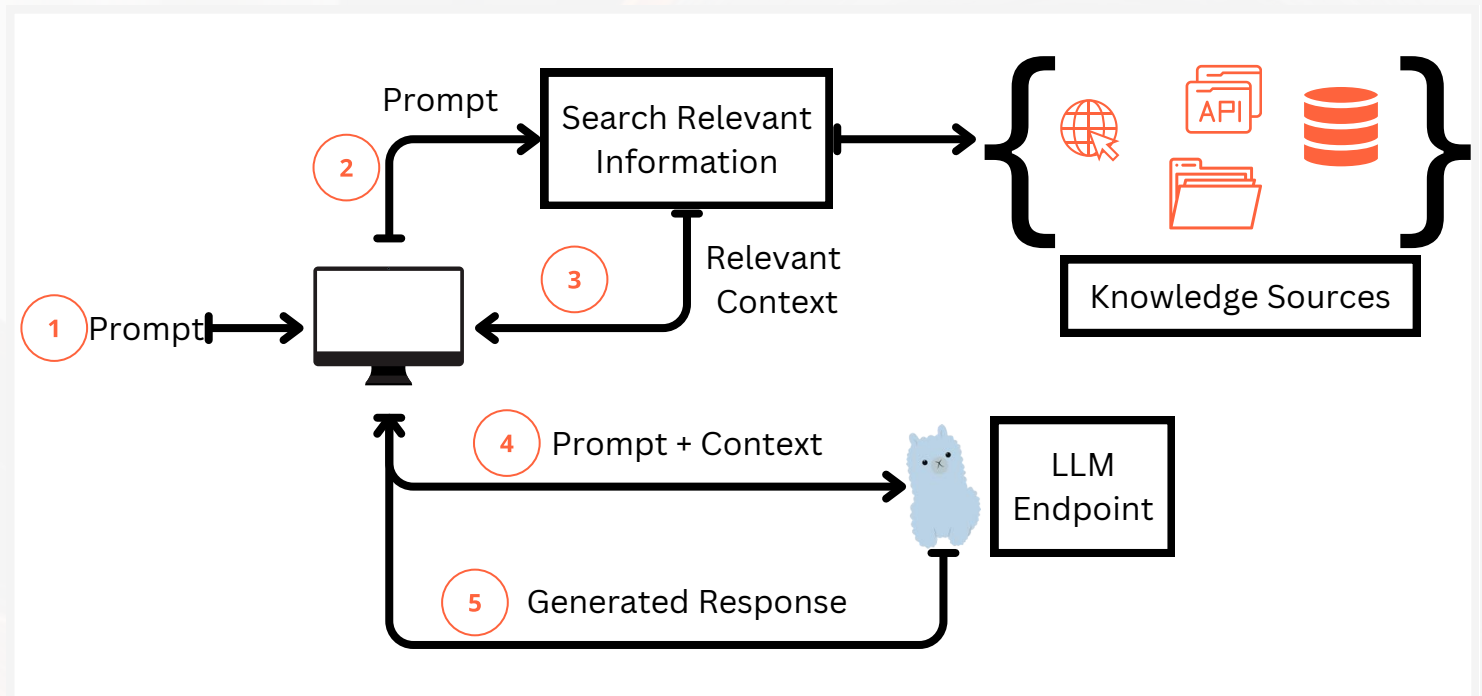 Prompt
2
Search Relevant
Information
API
3
Relevant
Context
Knowledge Sources
1 Prompt
4 Prompt + Context
LLM
Endpoint
5 Generated Response